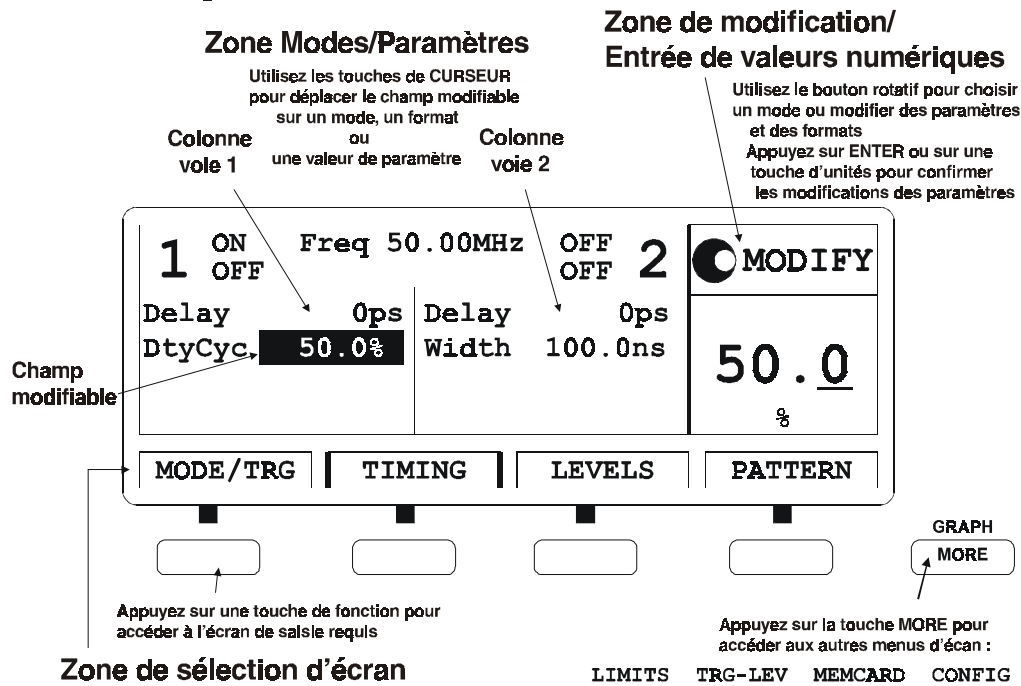 Zone Modes/Paramètres
Utilisez les touches de CURSEUR
pour déplacer le champ modifiable
sur un mode, un format
ou
une valeur de paramètre
Colonne
voie 1
Colonne
voie 2
Zone de modification/
Entrée de valeurs numériques
Utilisez le bouton rotatif pour choisir
un mode ou modifier des paramètres
et des formats
Appuyez sur ENTER ou sur une
touche d'unités pour confirmer
les modifications des paramètres
1 ON Freq 50.00MHz OFF 2
OFF OFF
MODIFY
Delay 0ps Delay 0ps
DtyCyc 50.0% Width 100.0ns
50.0
%
Champ
modifiable
MODE/TRG TIMING LEVELS PATTERN
GRAPH
MORE
Appuyez sur une touche de fonction pour
accéder à l'écran de saisie requis
Zone de sélection d'écran
Appuyez sur la touche MORE pour
accéder aux autres menus d'écan :
LIMITS TRG-LEV MEMCARD CONFIG